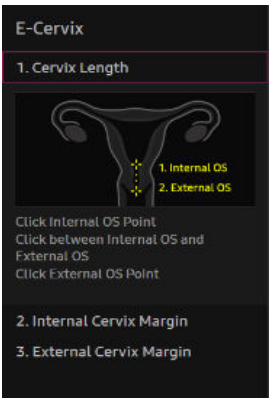 E-Cervix
1. Cervix Length
1. Internal OS
2. External OS
Click Internal OS Point
Click between Internal OS and
External OS
Click External OS Point
2. Internal Cervix Margin
3. External Cervix Margin